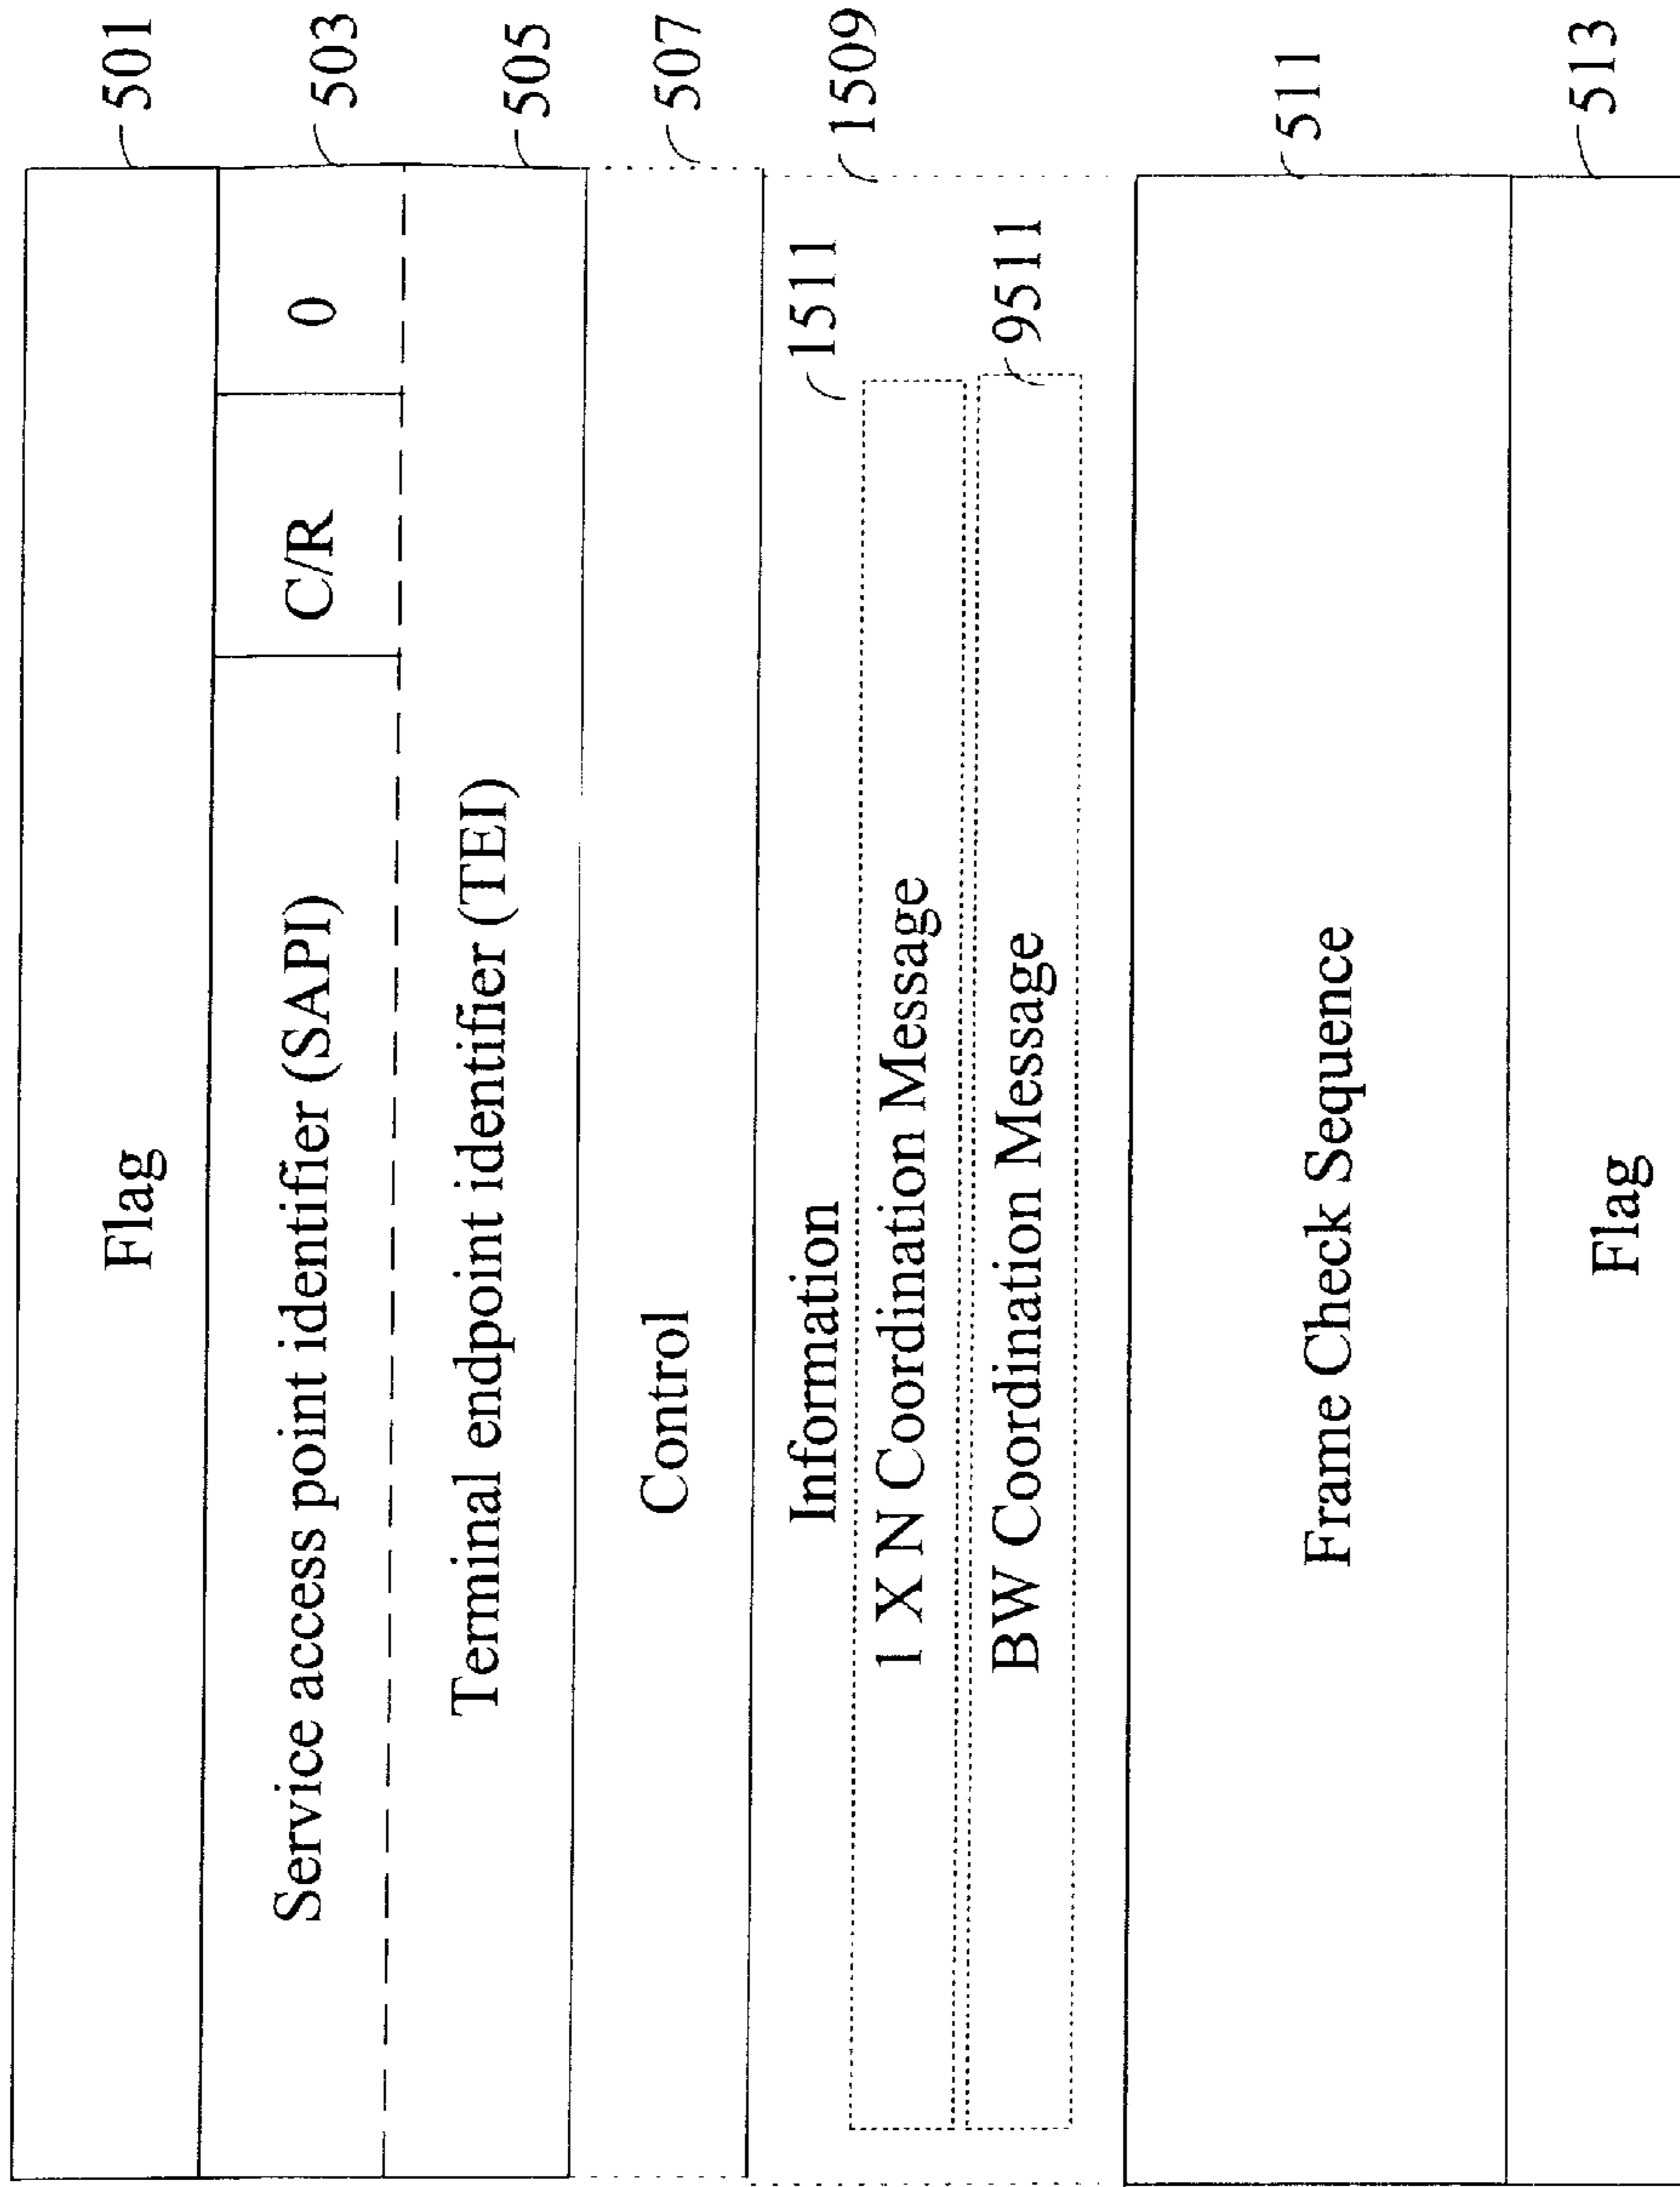 Flag 501
Service access point identifier (SAPI) C/R 0 503
Terminal endpoint identifier (TEI) 505
Control 507
Information 1511 1509
1 X N Coordination Message
BW Coordination Message 9511
Frame Check Sequence 511
Flag 513